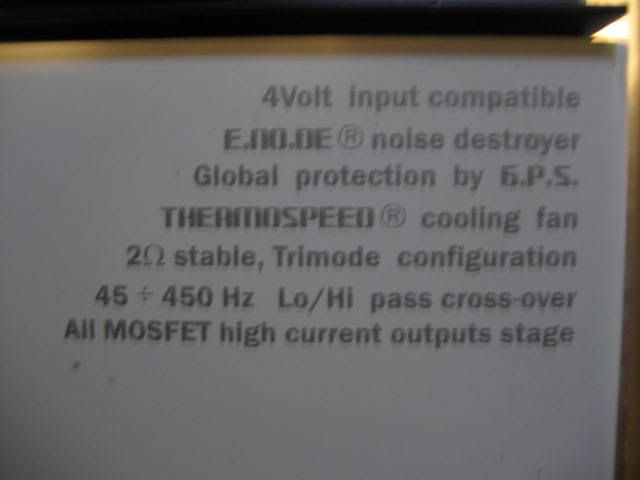 4Volt input compatible
E.NO.DE® noise destroyer
Global protection by G.P.S.
THERMOSPEED® cooling fan
2Ω stable, Trimode configuration
45 ÷ 450 Hz Lo/Hi pass cross-over
All MOSFET high current outputs stage